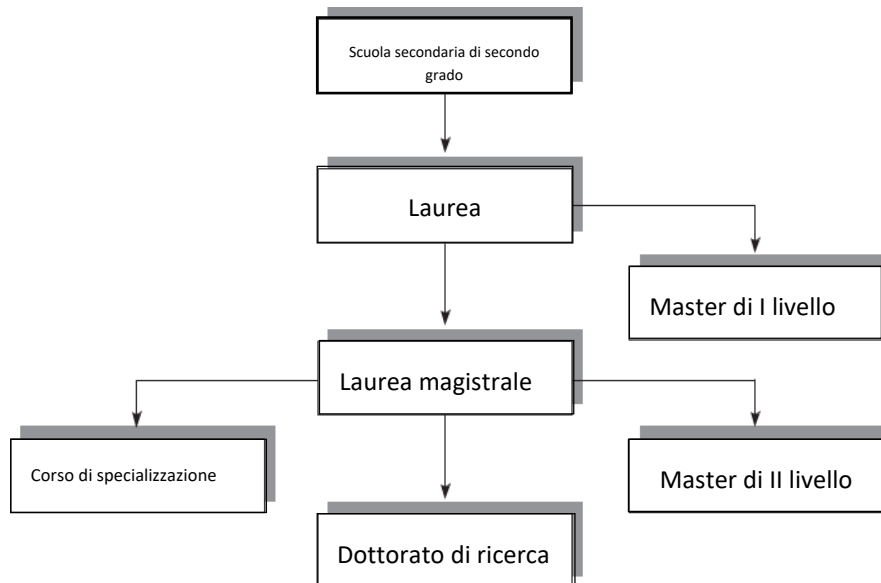 Scuola secondaria di secondo
grado
Laurea
Master di I livello
Laurea magistrale
Corso di specializzazione
Master di II livello
Dottorato di ricerca